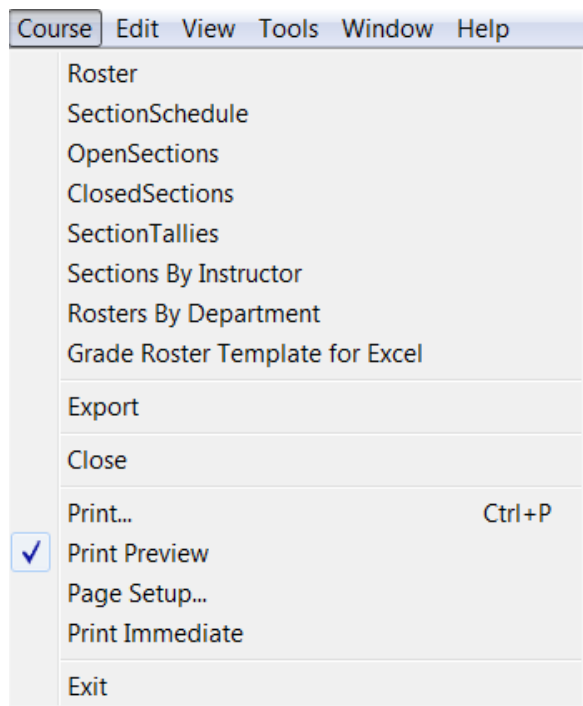 Course Edit View Tools Window Help
Roster
SectionSchedule
OpenSections
ClosedSections
SectionTallies
Sections By Instructor
Rosters By Department
Grade Roster Template for Excel
Export
Close
Print... Ctrl+P
Print Preview
Page Setup...
Print Immediate
Exit